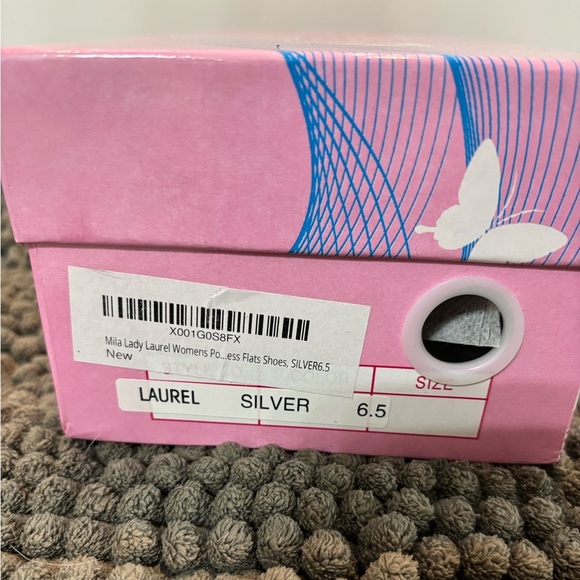 X001G0S8FX
Mila Lady Laurel Womens Po...ess Flats Shoes, SILVER6.5
New
SIZE
LAUREL SILVER 6.5